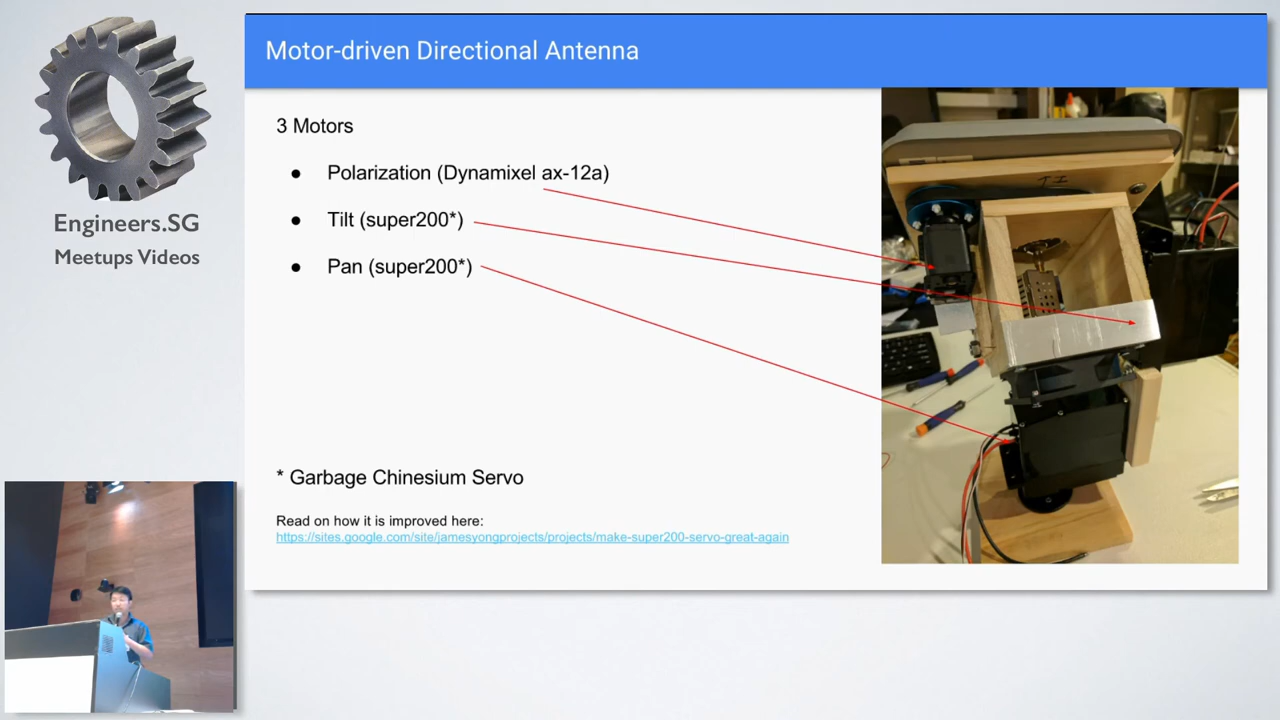 Motor-driven Directional Antenna
3 Motors
● Polarization (Dynamixel ax-12a)
● Tilt (super200*)
● Pan (super200*)
* Garbage Chinesium Servo
Read on how it is improved here:
https://sites.google.com/site/jamesyongprojects/projects/make-super200-servo-great-again
Engineers.SG
Meetups Videos